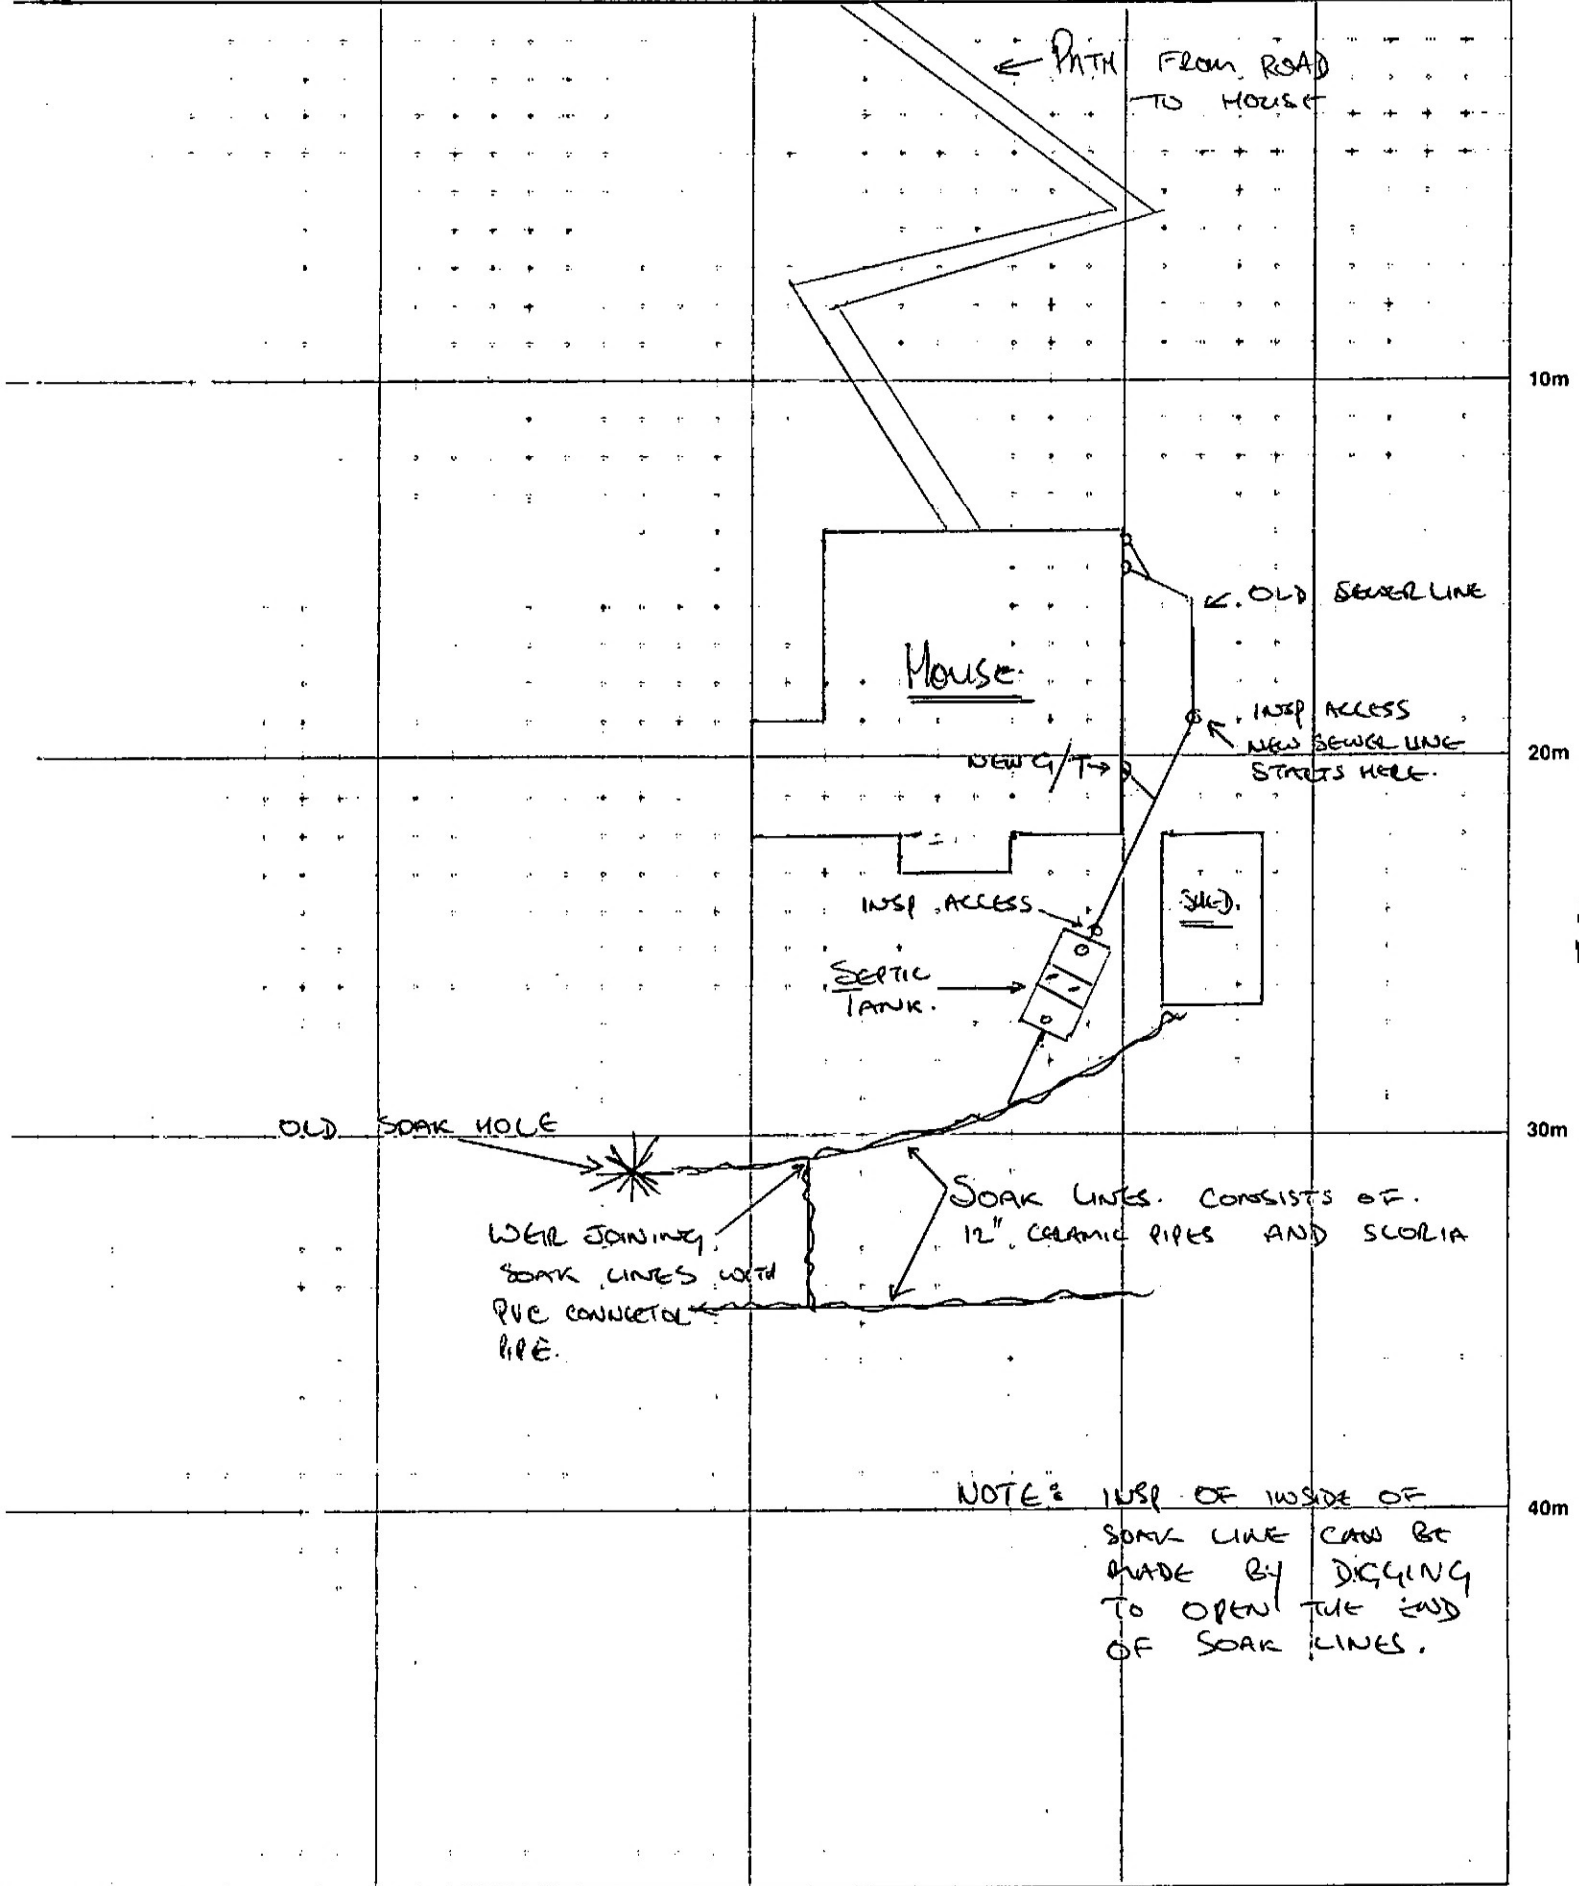 ← PATH FROM ROAD
TO HOUSE
10m
← OLD SEWER LINE
HOUSE
INSP ACCESS
NEW SEWER LINE
STARTS HERE.
NEW G/T →
20m
INSP. ACCESS
SHED.
SEPTIC
TANK.
OLD SOAK HOLE
30m
SOAK LINES. CONSISTS OF.
12" CERAMIC PIPES AND SCORIA
WEIR JOINING
SOAK LINES WITH
PVC CONNECTOR
PIPE.
NOTE: INSP OF INSIDE OF
SOAK LINE CAN BE
MADE BY DIGGING
TO OPEN THE END
OF SOAK LINES.
40m